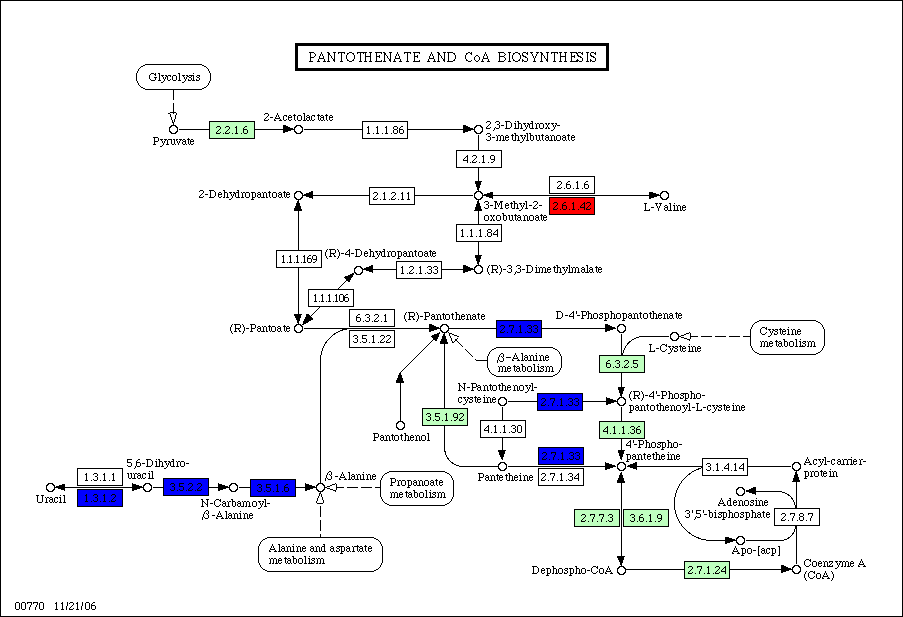 PANTOTHENATE AND CoA BIOSYNTHESIS
Glycolysis
Pyruvate
2.2.1.6
2-Acetolactate
1.1.1.86
2,3-Dihydroxy-
3-methylbutanoate
4.2.1.9
2-Dehydropantoate
2.1.2.11
3-Methyl-2-
oxobutanoate
2.6.1.6
2.6.1.42
L-Valine
1.1.1.84
1.1.1.169
(R)-4-Dehydropantoate
1.2.1.33
(R)-3,3-Dimethylmalate
1.1.1.106
(R)-Pantoate
6.3.2.1
3.5.1.22
(R)-Pantothenate
2.7.1.33
D-4'-Phosphopantothenate
L-Cysteine
Cysteine
metabolism
β-Alanine
metabolism
6.3.2.5
N-Pantothenoyl-
cysteine
2.7.1.33
(R)-4'-Phospho-
pantothenoyl-L-cysteine
3.5.1.92
Pantothenol
4.1.1.30
4.1.1.36
4'-Phospho-
pantetheine
2.7.1.33
2.7.1.34
Pantetheine
3.1.4.14
Acyl-carrier-
protein
5,6-Dihydro-
uracil
1.3.1.1
1.3.1.2
Uracil
3.5.2.2
N-Carbamoyl-
β-Alanine
3.5.1.6
β-Alanine
Propanoate
metabolism
Adenosine
3',5'-bisphosphate
2.7.8.7
2.7.7.3
3.6.1.9
Apo-[acp]
Alanine and aspartate
metabolism
Dephospho-CoA
2.7.1.24
Coenzyme A
(CoA)
00770 11/21/06